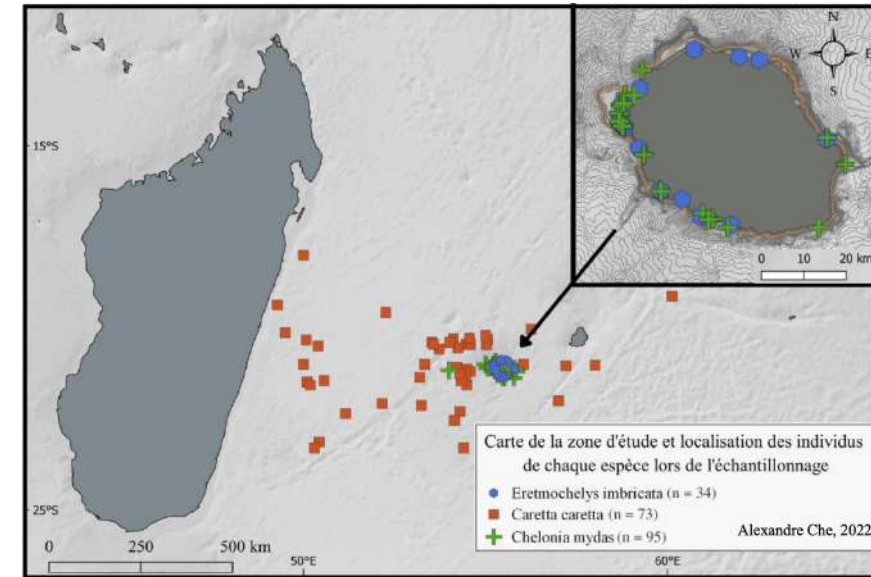 N
W E
S
15°S
0 10 20 km
25°S
Carte de la zone d'étude et localisation des individus
de chaque espèce lors de l'échantillonnage
Eretmochelys imbricata (n = 34)
Caretta caretta (n = 73)
Chelonia mydas (n = 95)
Alexandre Che, 2022
0 250 500 km
50°E
60°E